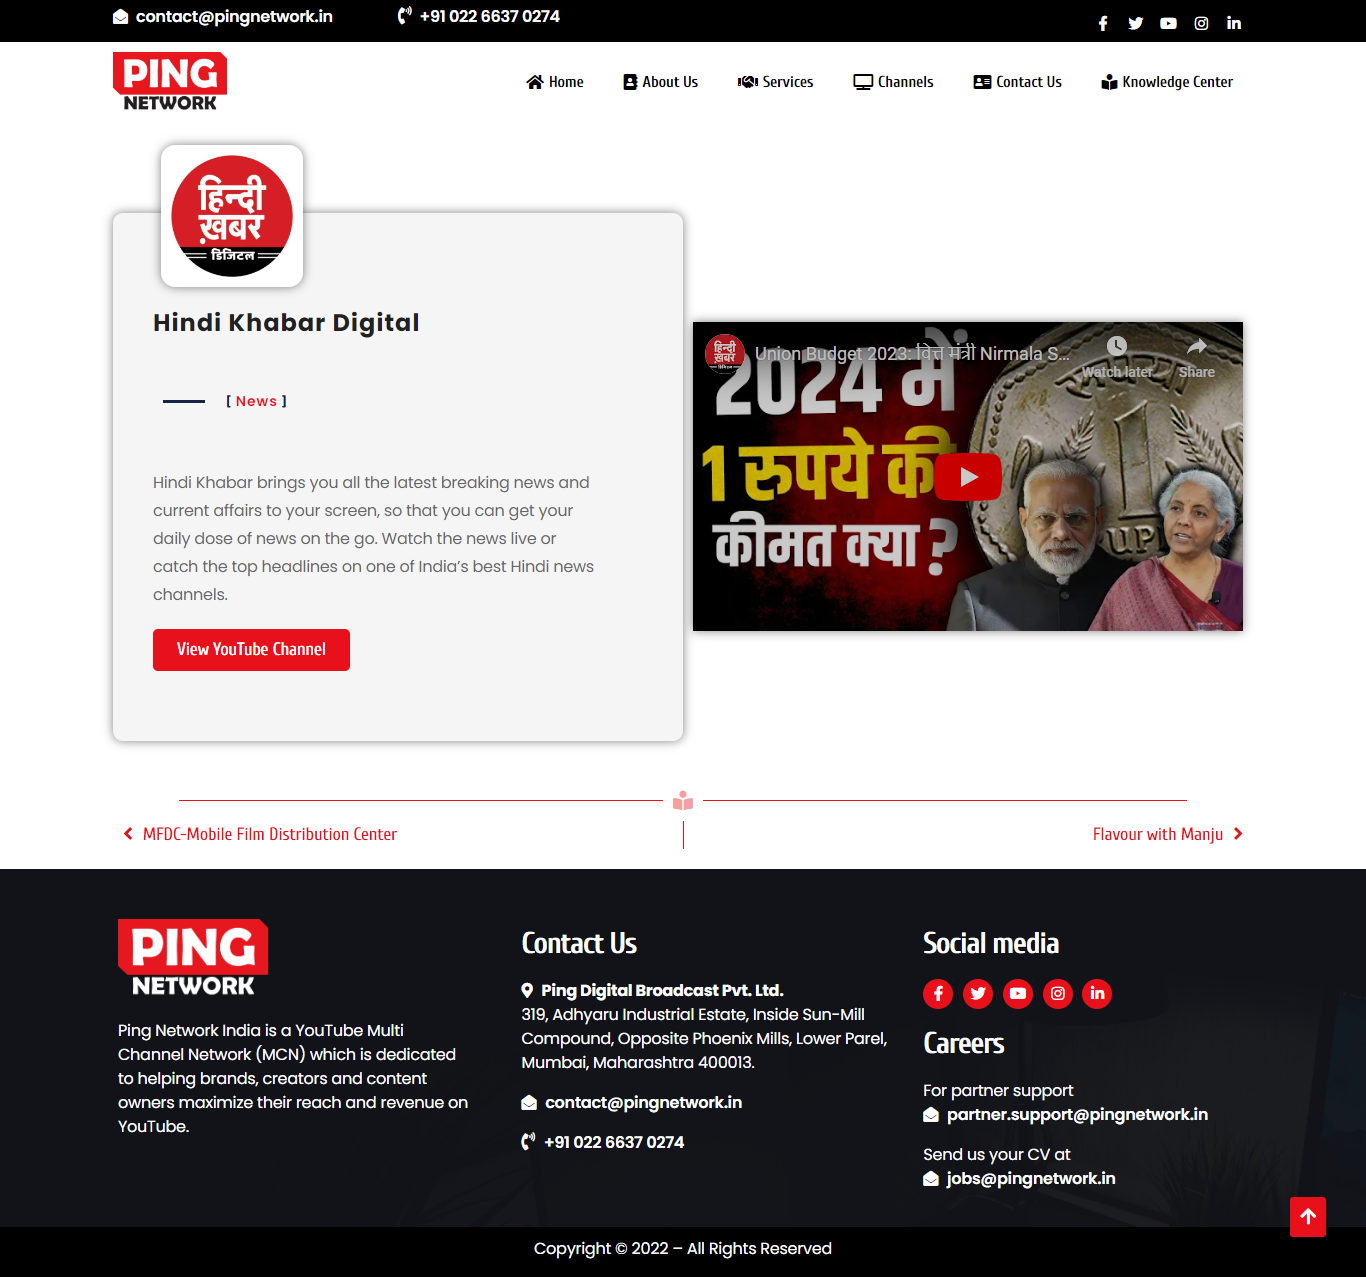 contact@pingnetwork.in
+91 022 6637 0274
PING
NETWORK
Home
About Us
Services
Channels
Contact Us
Knowledge Center
हिन्दी
ख़बर
डिजिटल
Hindi Khabar Digital
[ News ]
Hindi Khabar brings you all the latest breaking news and
current affairs to your screen, so that you can get your
daily dose of news on the go. Watch the news live or
catch the top headlines on one of India’s best Hindi news
channels.
View YouTube Channel
हिन्दी
ख़बर
Union Budget 2023: वित्त मंत्री Nirmala S...
Watch later
Share
2024 में
1 रुपये की
कीमत क्या ?
MFDC-Mobile Film Distribution Center
Flavour with Manju
PING
NETWORK
Ping Network India is a YouTube Multi
Channel Network (MCN) which is dedicated
to helping brands, creators and content
owners maximize their reach and revenue on
YouTube.
Contact Us
Ping Digital Broadcast Pvt. Ltd.
319, Adhyaru Industrial Estate, Inside Sun-Mill
Compound, Opposite Phoenix Mills, Lower Parel,
Mumbai, Maharashtra 400013.
contact@pingnetwork.in
+91 022 6637 0274
Social media
Careers
For partner support
partner.support@pingnetwork.in
Send us your CV at
jobs@pingnetwork.in
Copyright © 2022 – All Rights Reserved